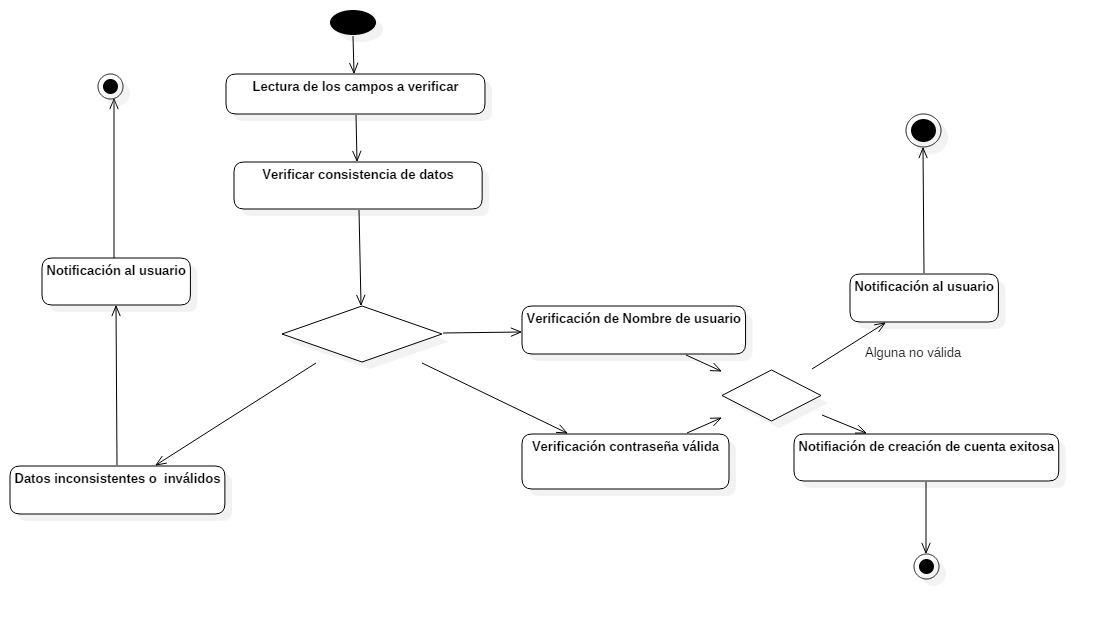 Lectura de los campos a verificar
Verificar consistencia de datos
Notificación al usuario
Notificación al usuario
Verificación de Nombre de usuario
Alguna no válida
Verificación contraseña válida
Notifiación de creación de cuenta exitosa
Datos inconsistentes o  inválidos